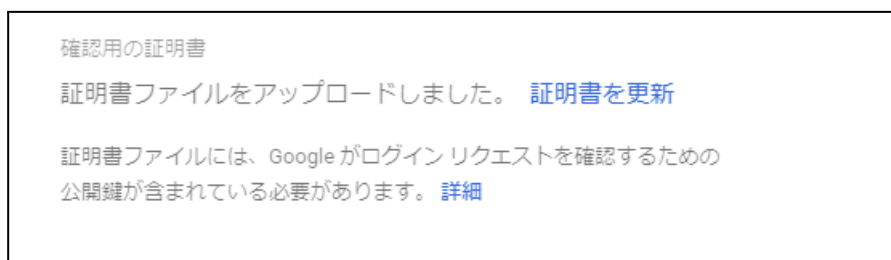 確認用の証明書
証明書ファイルをアップロードしました。 証明書を更新
証明書ファイルには、Google がログイン リクエストを確認するための
公開鍵が含まれている必要があります。 詳細